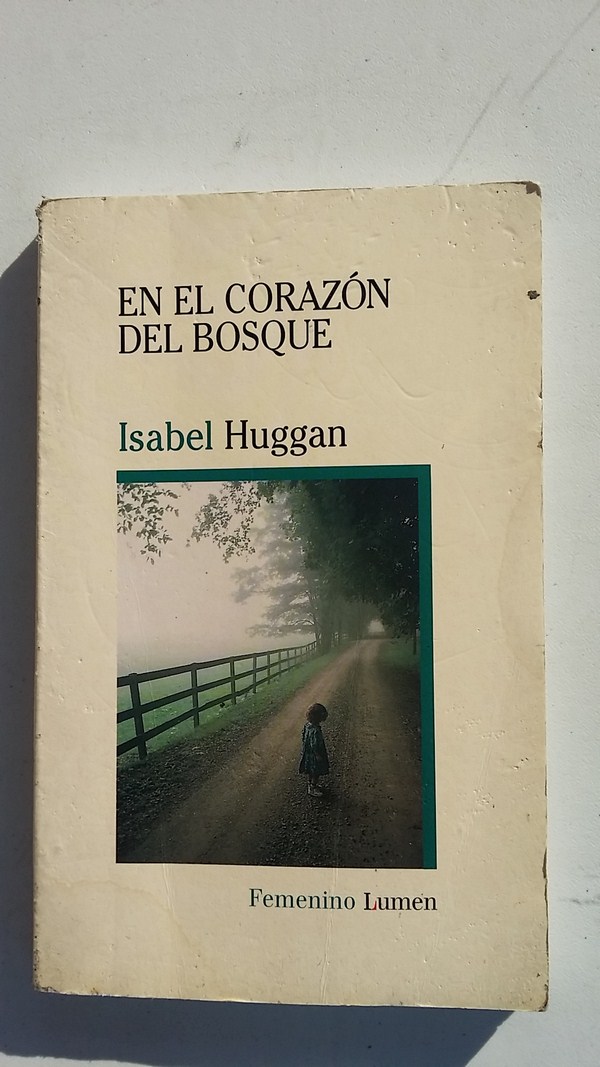 EN EL CORAZÓN
DEL BOSQUE
Isabel Huggan
Femenino Lumen